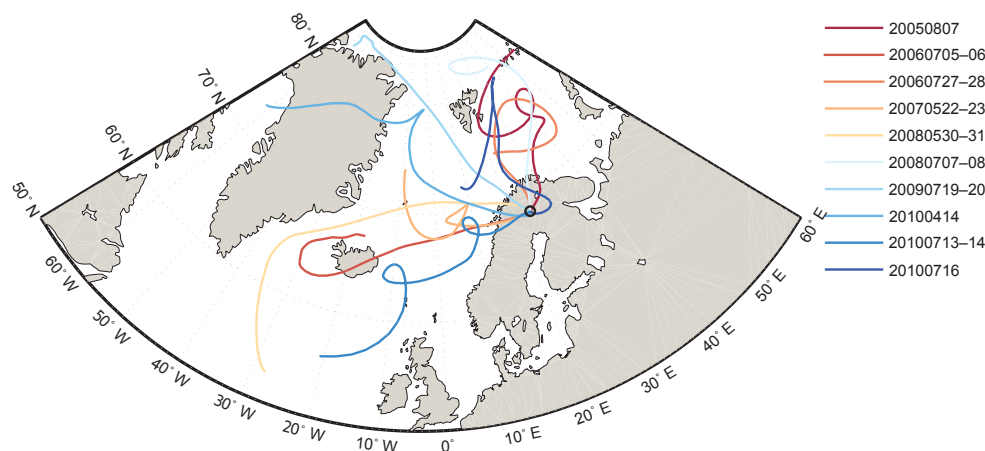 80° N
70° N
60° N
50° N
60° W
50° W
40° W
30° W
20° W
10° W
0°
10° E
20° E
30° E
40° E
50° E
60° E
20050807
20060705–06
20060727–28
20070522–23
20080530–31
20080707–08
20090719–20
20100414
20100713–14
20100716